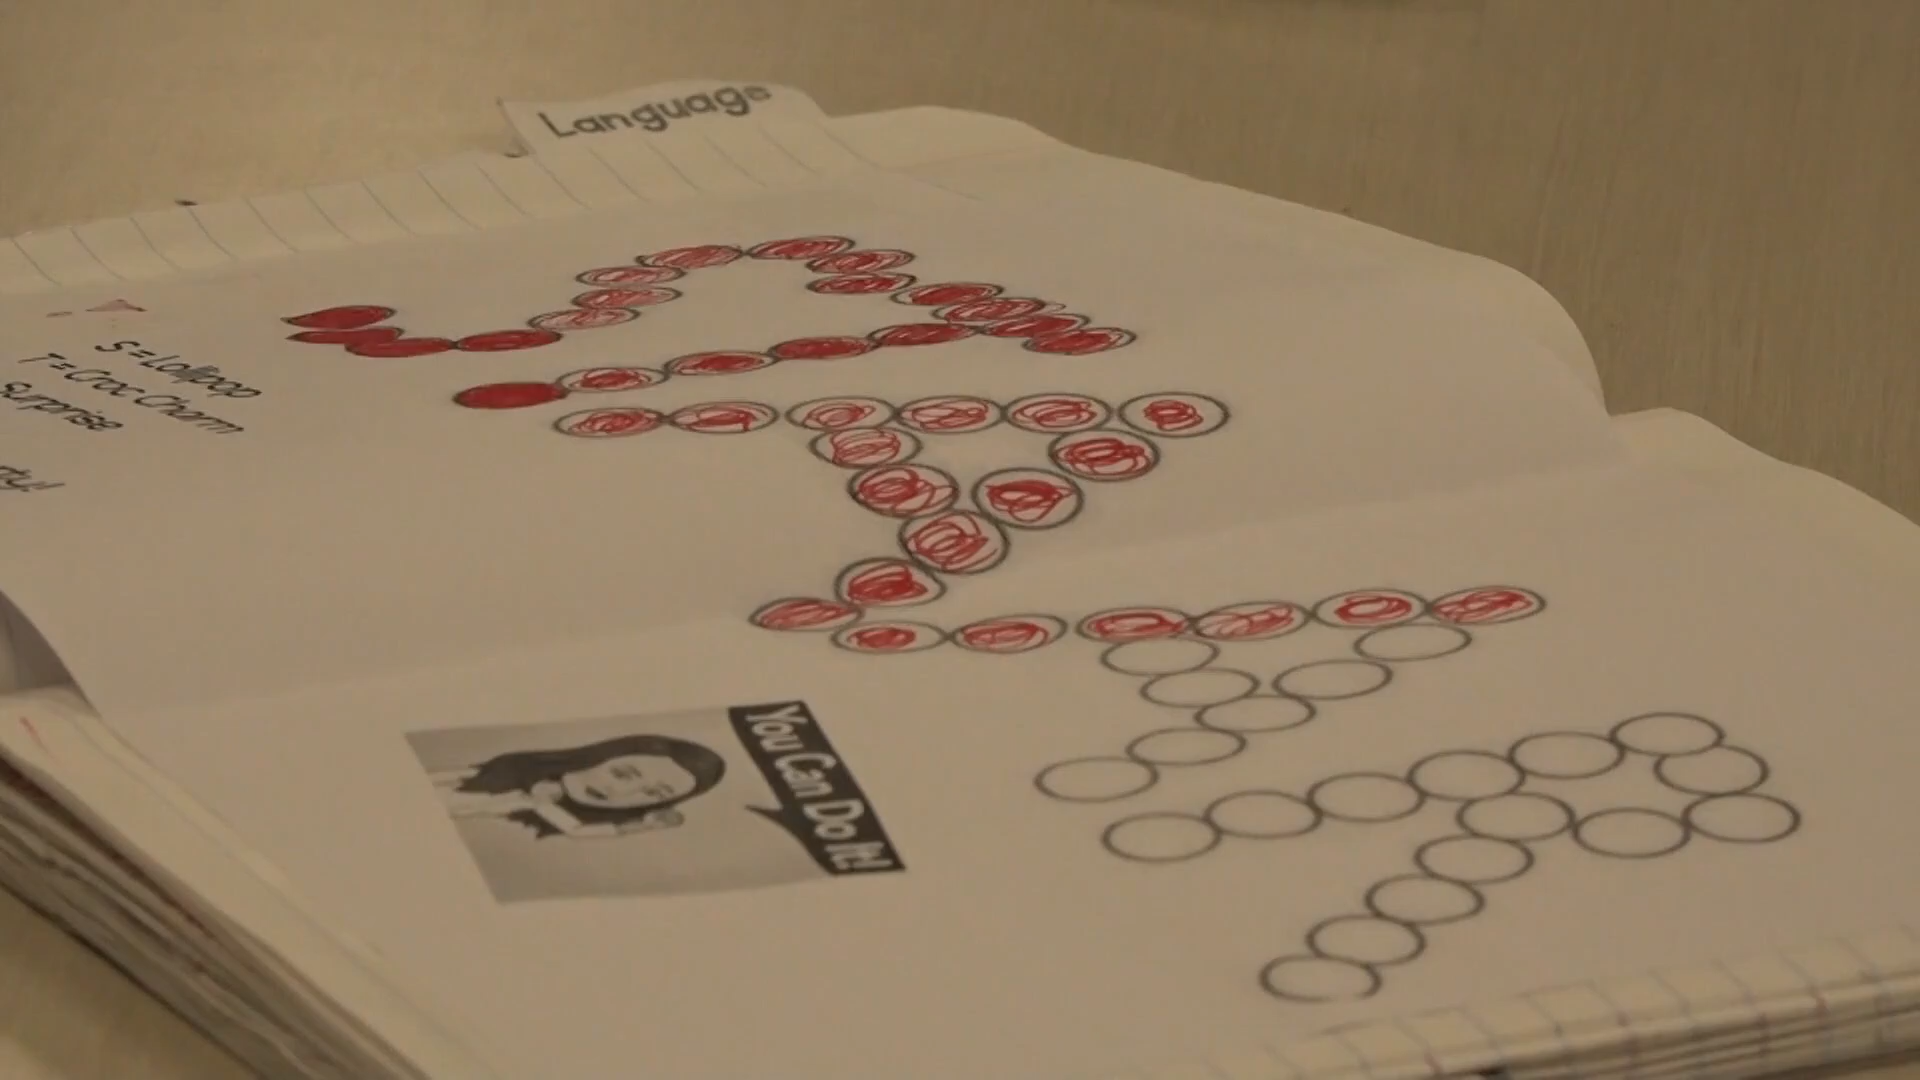 Language
S = Lollipop
T = Croc Charm
Surprise
You Can Do It!